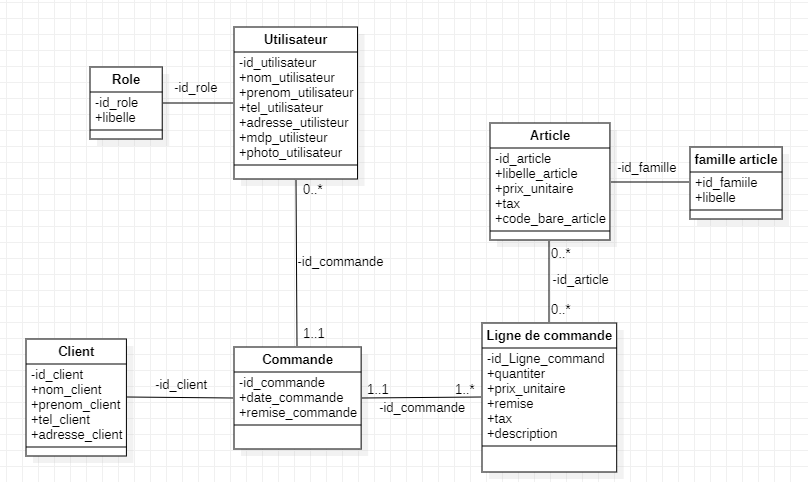 Utilisateur
-id_utilisateur
+nom_utilisateur
+prenom_utilisateur
+tel_utilisateur
+adresse_utilisteur
+mdp_utilisteur
+photo_utilisateur
Role
-id_role
+libelle
-id_role
0..*
-id_commande
1..1
Article
-id_article
+libelle_article
+prix_unitaire
+tax
+code_bare_article
-id_famille
famille article
+id_famiile
+libelle
0..*
-id_article
0..*
Client
-id_client
+nom_client
+prenom_client
+tel_client
+adresse_client
-id_client
Commande
-id_commande
+date_commande
+remise_commande
1..1
1..*
-id_commande
Ligne de commande
-id_Ligne_command
+quantiter
+prix_unitaire
+remise
+tax
+description